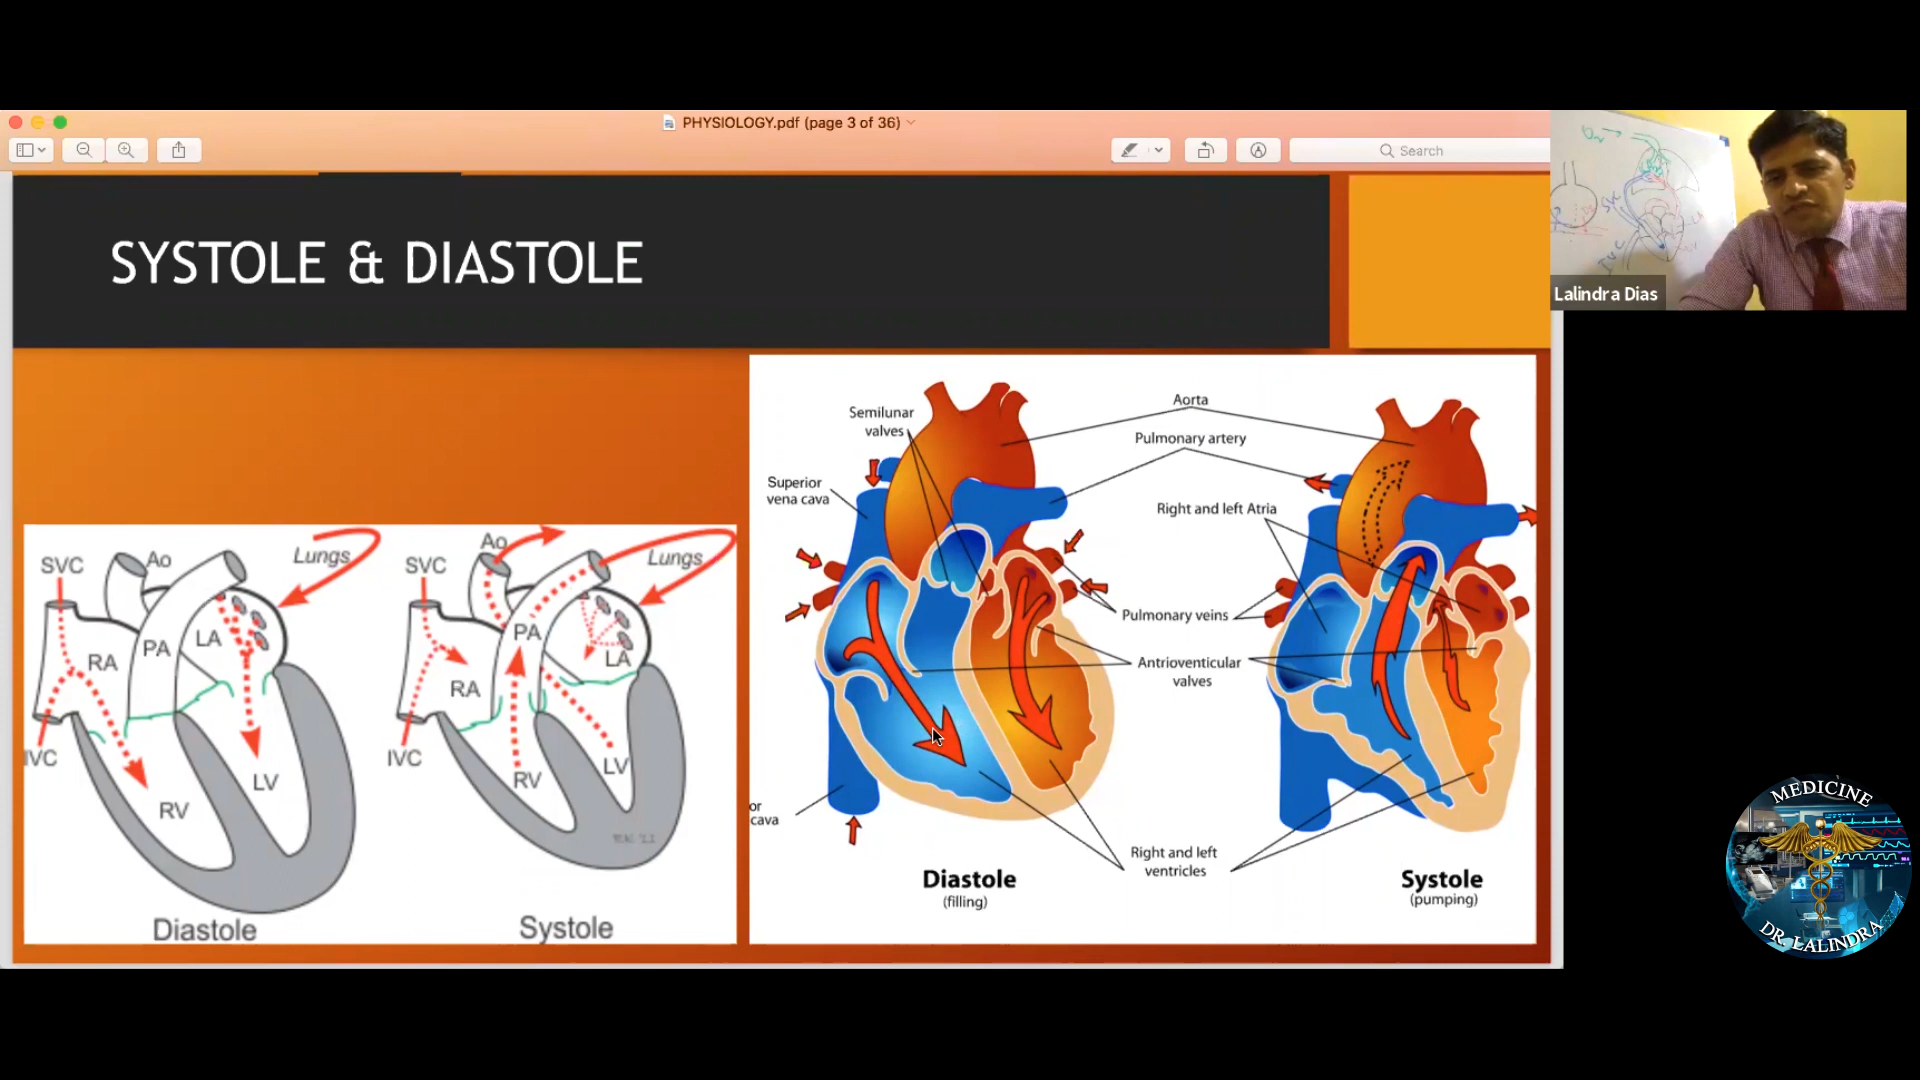 PHYSIOLOGY.pdf (page 3 of 36)
Search
Lalindra Dias
SYSTOLE & DIASTOLE
SVC
Ao
Lungs
RA
PA
LA
IVC
RV
LV
Diastole
SVC
Ao
Lungs
PA
LA
RA
IVC
RV
LV
Systole
Semilunar
valves
Aorta
Pulmonary artery
Superior
vena cava
Right and left Atria
Pulmonary veins
Antrioventicular
valves
or
cava
Right and left
ventricles
Diastole
(filling)
Systole
(pumping)
SVC
MEDICINE
DR. LALINDRA